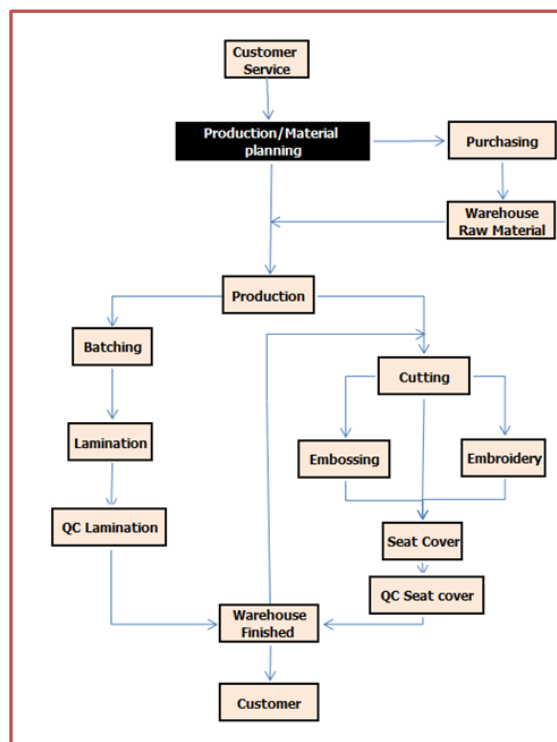 Customer
Service
Production/Material
planning
Purchasing
Warehouse
Raw Material
Production
Batching
Cutting
Lamination
Embossing
Embroidery
QC Lamination
Seat Cover
QC Seat cover
Warehouse
Finished
Customer